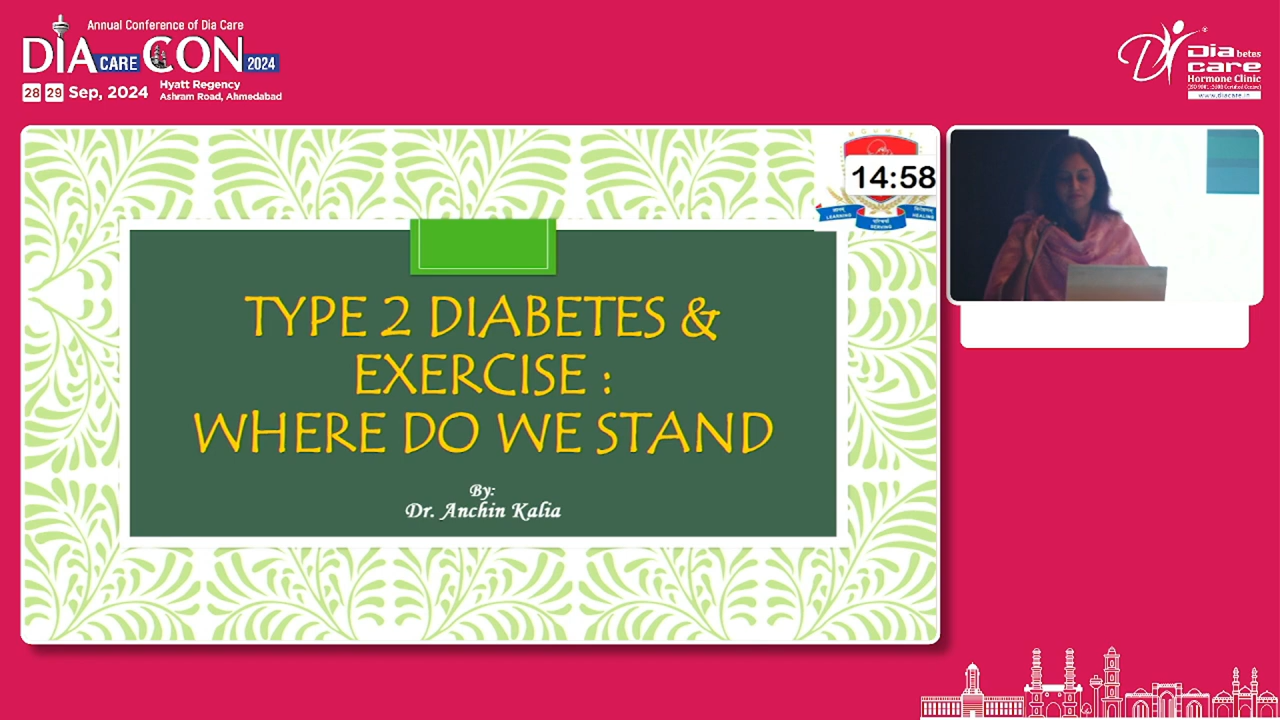 Annual Conference of Dia Care
DIA CARE CON 2024
28 29 Sep, 2024
Hyatt Regency
Ashram Road, Ahmedabad
Diabetes
care
Hormone Clinic
www.diacare.in
14:58
LEARNING
SERVING
HEALING
TYPE 2 DIABETES &
EXERCISE :
WHERE DO WE STAND
By:
Dr. Anchin Kalia